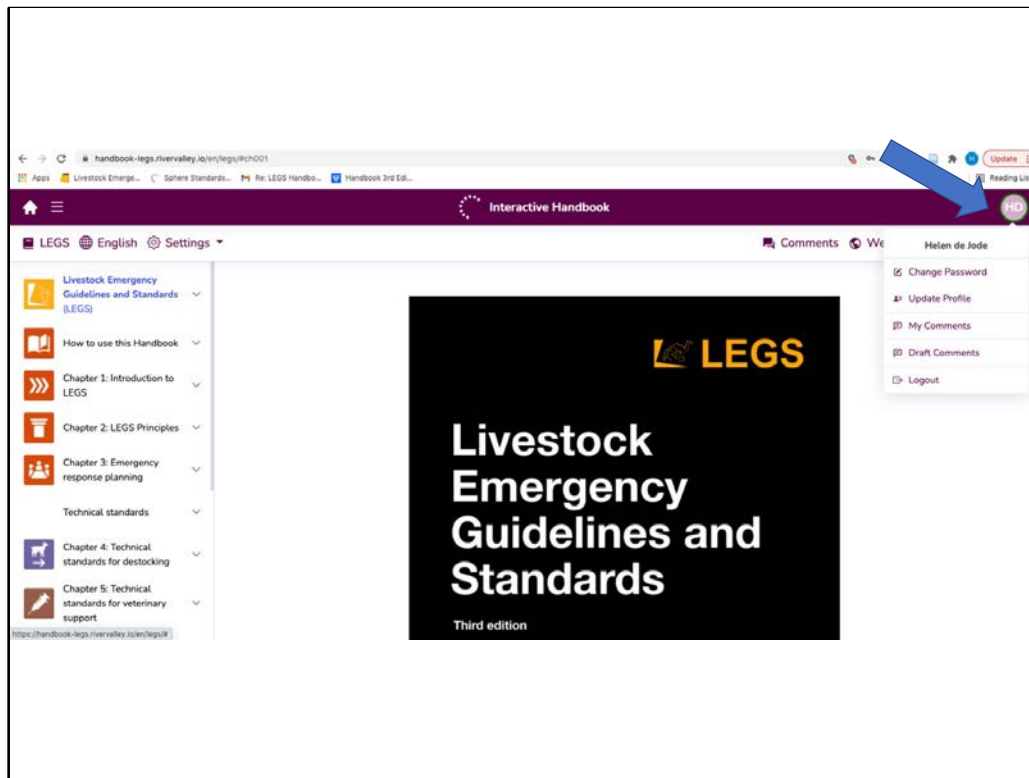 handbook-legs.rivervalley.io/en/legs/#ch001
Update
Apps
Livestock Emerge...
Sphere Standards...
Re: LEGS Handbo...
Handbook 3rd Edi...
Reading Lis
Interactive Handbook
HD
LEGS
English
Settings
Comments
We
Helen de Jode
Change Password
Update Profile
My Comments
Draft Comments
Logout
Livestock Emergency
Guidelines and Standards
(LEGS)
How to use this Handbook
Chapter 1: Introduction to
LEGS
Chapter 2: LEGS Principles
Chapter 3: Emergency
response planning
Technical standards
Chapter 4: Technical
standards for destocking
Chapter 5: Technical
standards for veterinary
support
https://handbook-legs.rivervalley.io/en/legs/#
LEGS
Livestock
Emergency
Guidelines and
Standards
Third edition